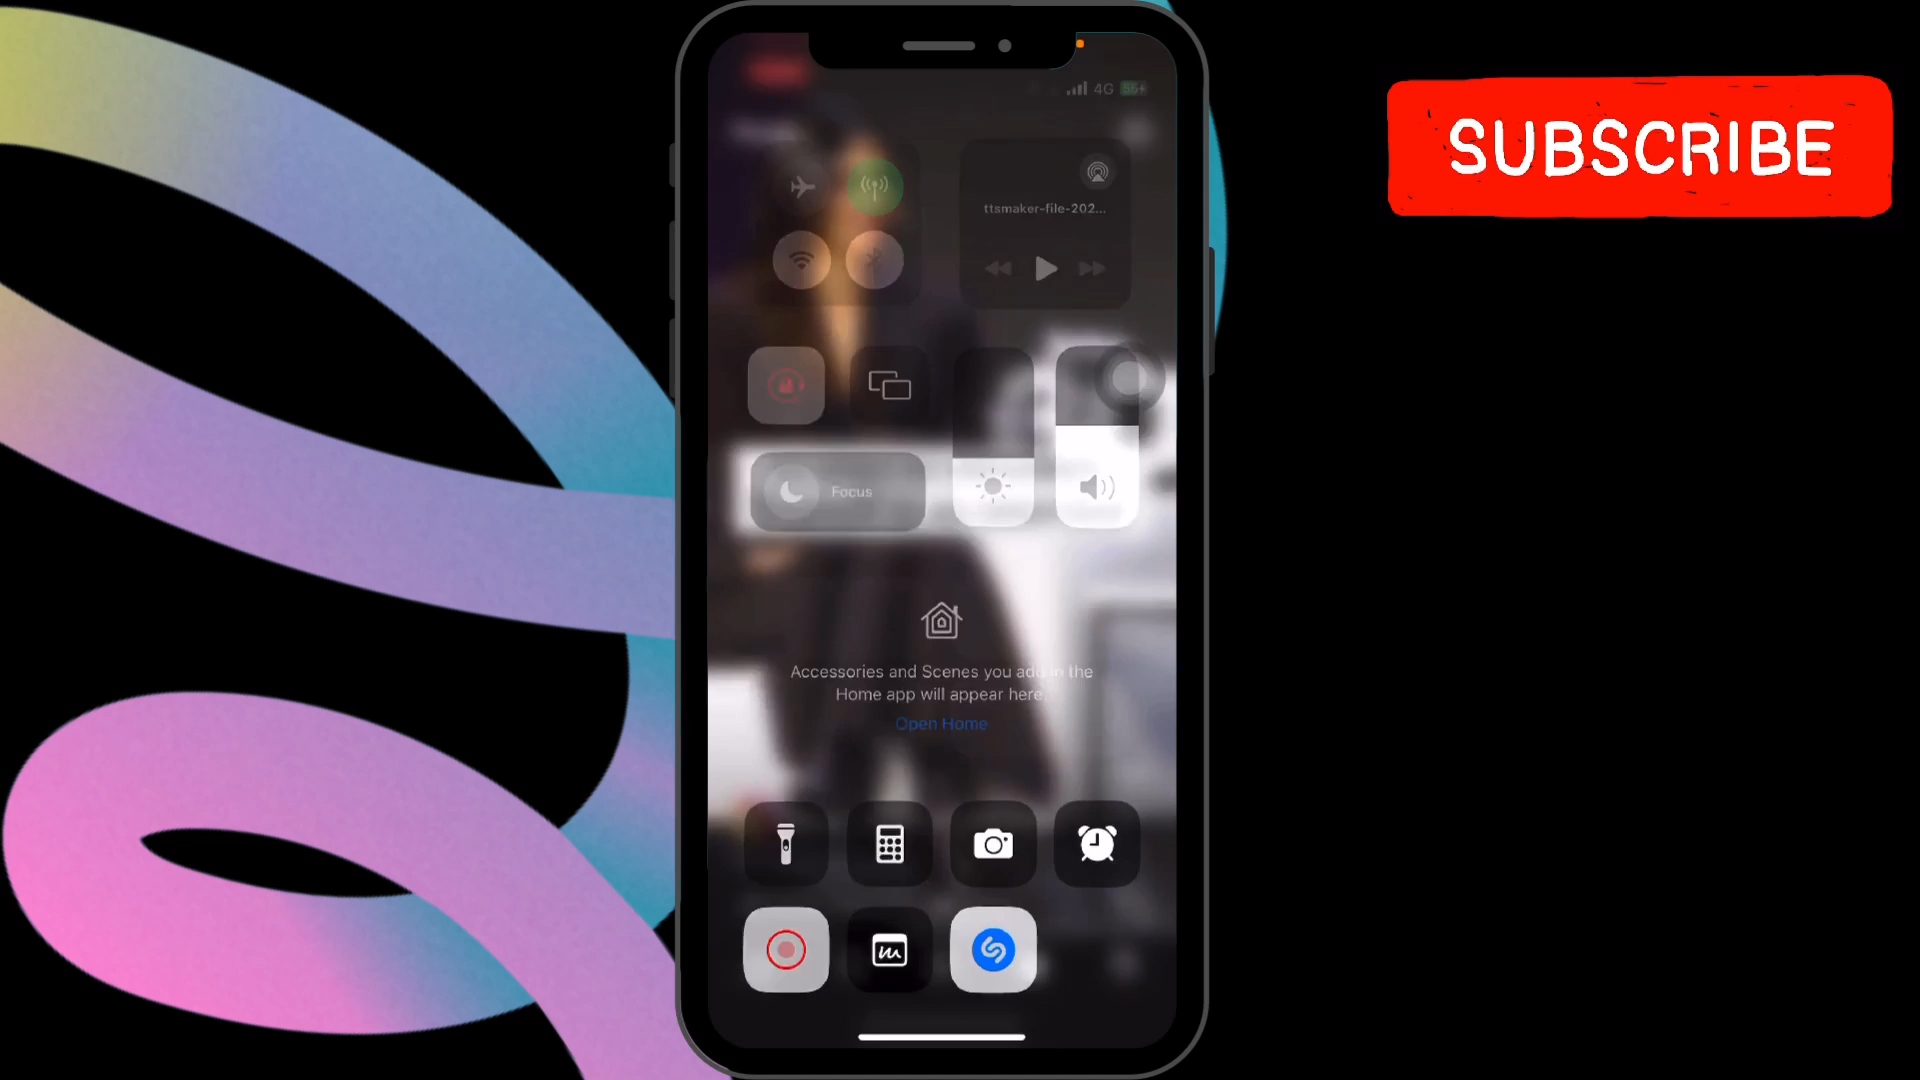 SUBSCRIBE
4G
ttsmaker-file-202...
Focus
Accessories and Scenes you add in the
Home app will appear here.
Open Home